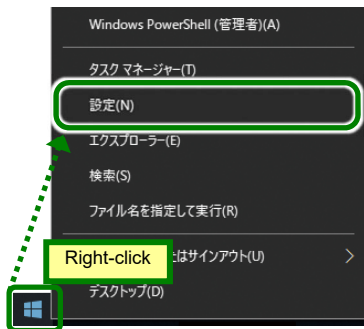 Windows PowerShell (管理者)(A)
タスク マネージャー(T)
設定(N)
エクスプローラー(E)
検索(S)
ファイル名を指定して実行(R)
Right-click
たはサインアウト(U)
デスクトップ(D)